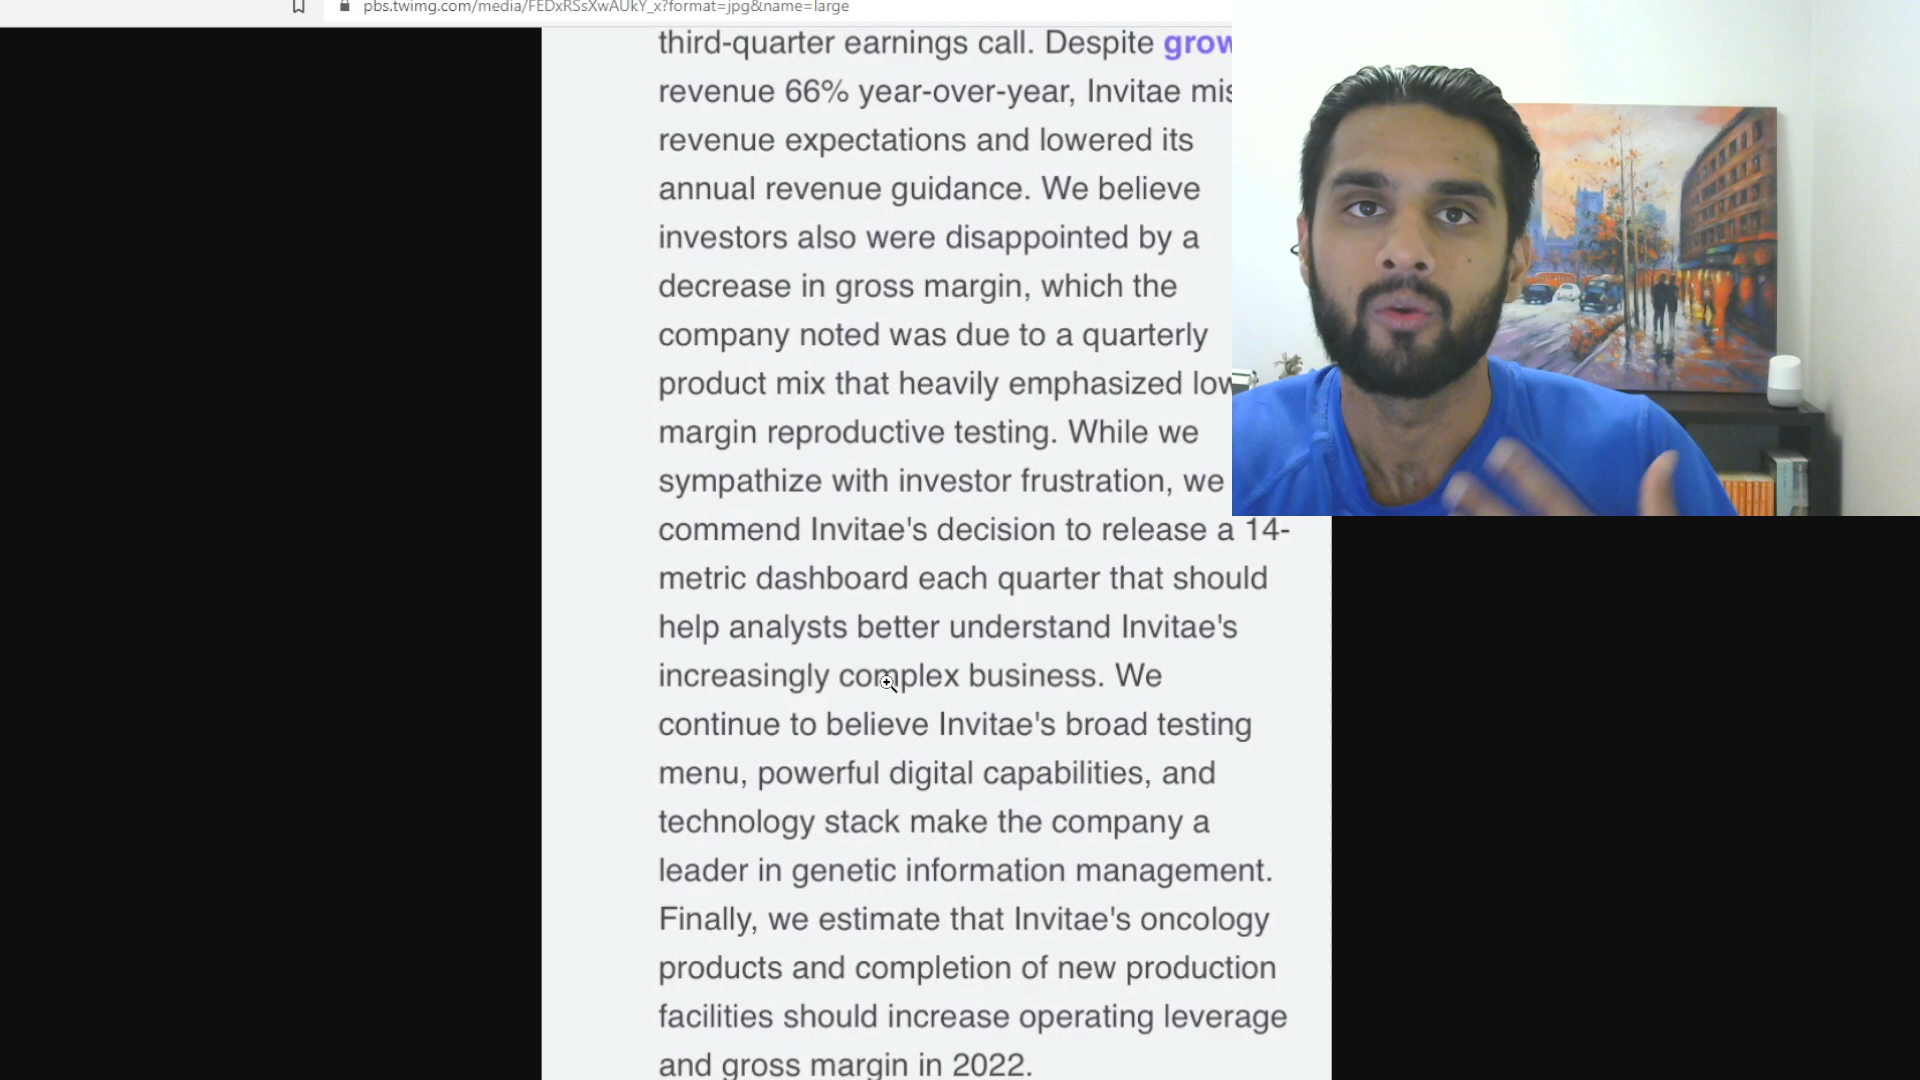 pbs.twimg.com/media/FEDxRSsXwAUkY_x?format=jpg&name=large
third-quarter earnings call. Despite
revenue 66% year-over-year, Invitae
revenue expectations and lowered its
annual revenue guidance. We believe
investors also were disappointed by a
decrease in gross margin, which the
company noted was due to a quarterly
product mix that heavily emphasized
margin reproductive testing. While we
sympathize with investor frustration, we
commend Invitae's decision to release a 14-
metric dashboard each quarter that should
help analysts better understand Invitae's
increasingly complex business. We
continue to believe Invitae's broad testing
menu, powerful digital capabilities, and
technology stack make the company a
leader in genetic information management.
Finally, we estimate that Invitae's oncology
products and completion of new production
facilities should increase operating leverage
and gross margin in 2022.